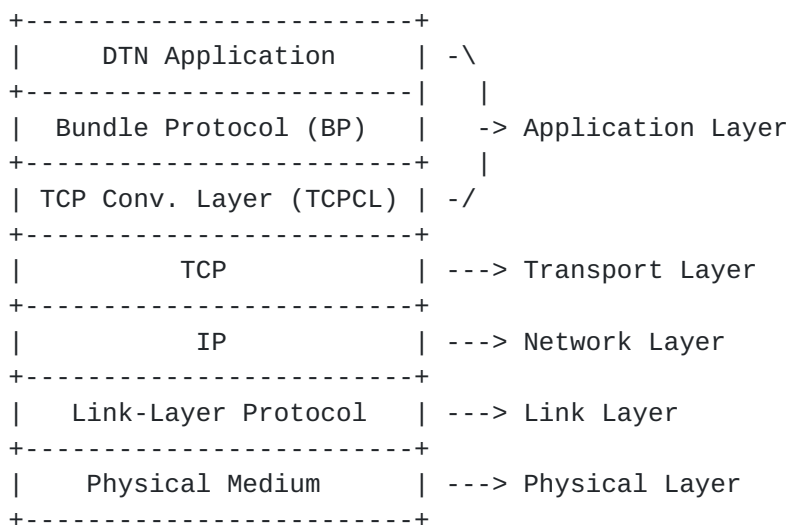 +-------------------------+
|     DTN Application     | -\
+-------------------------|   |
|  Bundle Protocol (BP)   |   -> Application Layer
+-------------------------+   |
| TCP Conv. Layer (TCPCL) | -/
+-------------------------+
|          TCP            | ---> Transport Layer
+-------------------------+
|           IP            | ---> Network Layer
+-------------------------+
|   Link-Layer Protocol   | ---> Link Layer
+-------------------------+
|    Physical Medium      | ---> Physical Layer
+-------------------------+